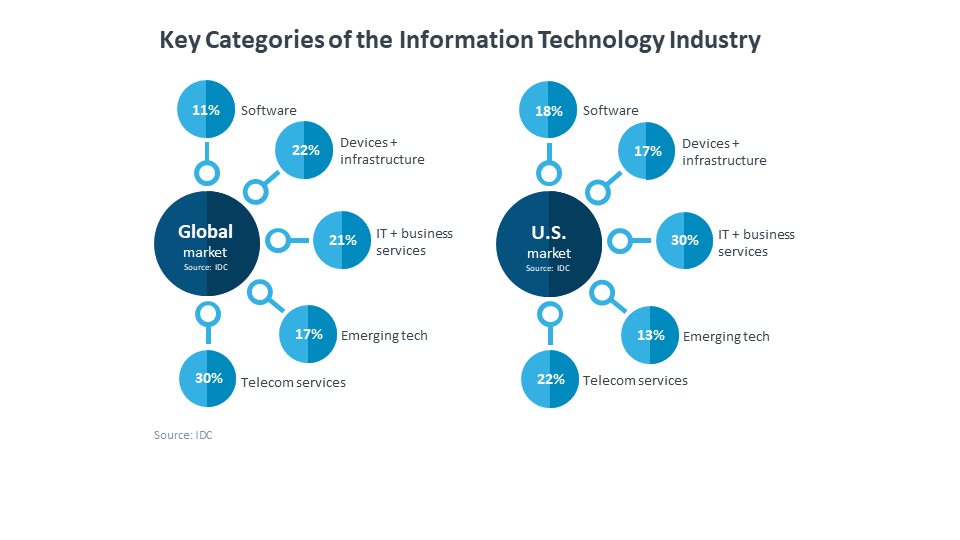 Key Categories of the Information Technology Industry
11%
Software
22%
Devices +
infrastructure
Global
market
Source: IDC
21%
IT + business
services
17%
Emerging tech
30%
Telecom services
18%
Software
17%
Devices +
infrastructure
U.S.
market
Source: IDC
30%
IT + business
services
13%
Emerging tech
22%
Telecom services
Source: IDC